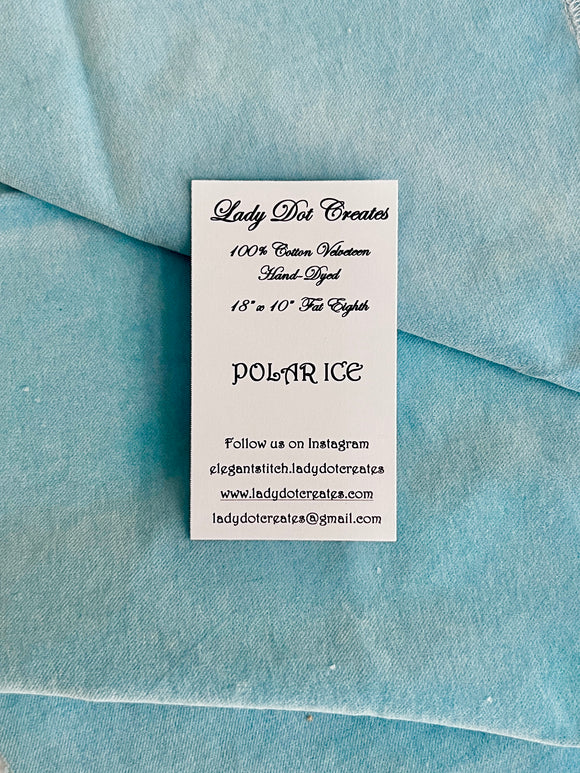 Lady Dot Creates
100% Cotton Velveteen
Hand-Dyed
18" x 10" Fat Eighth
POLAR ICE
Follow us on Instagram
elegantstitch.ladydotcreates
www.ladydotcreates.com
ladydotcreates@gmail.com